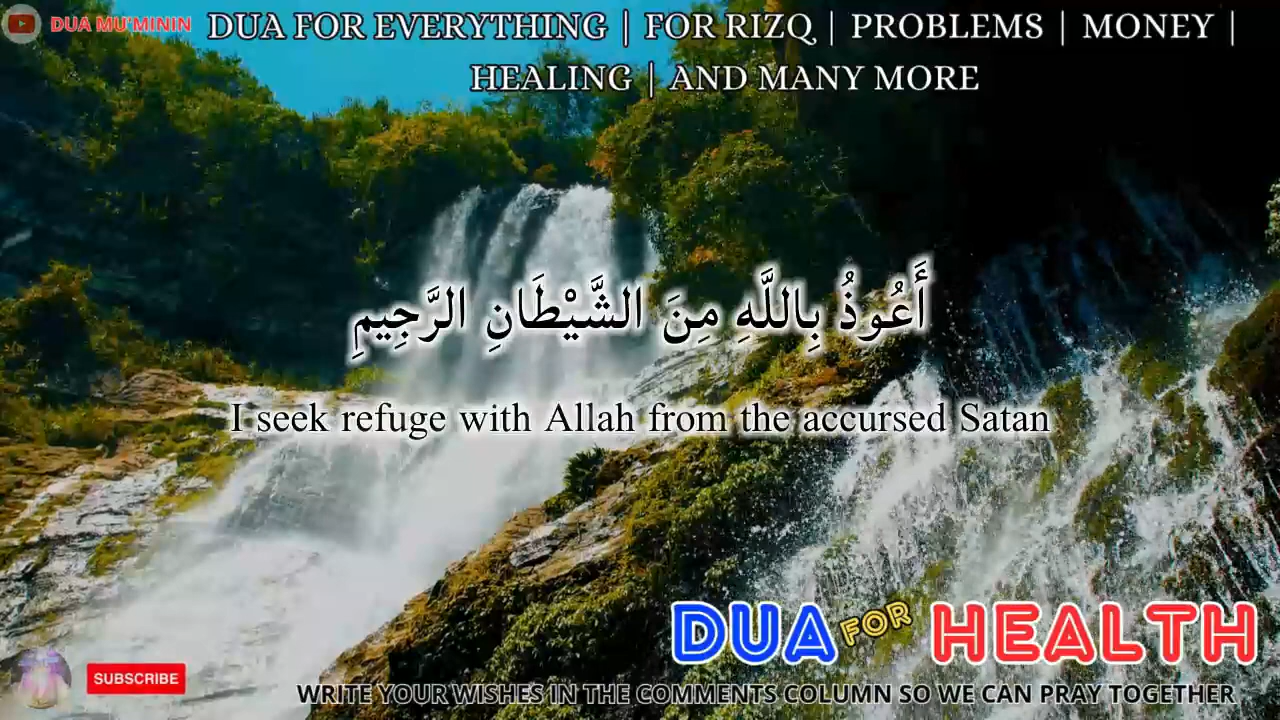 DUA MU'MININ
DUA FOR EVERYTHING | FOR RIZQ | PROBLEMS | MONEY |
HEALING | AND MANY MORE
أَعُوذُ بِاللَّهِ مِنَ الشَّيْطَانِ الرَّجِيمِ
I seek refuge with Allah from the accursed Satan
DUA FOR HEALTH
SUBSCRIBE
WRITE YOUR WISHES IN THE COMMENTS COLUMN SO WE CAN PRAY TOGETHER